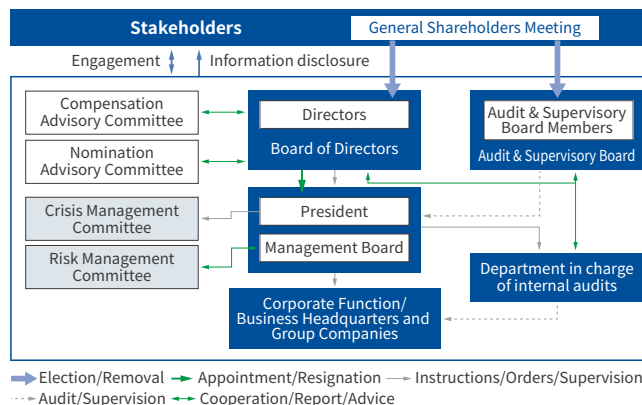 Stakeholders
General Shareholders Meeting
Engagement
Information disclosure
Compensation
Advisory Committee
Directors
Audit & Supervisory
Board Members
Nomination
Advisory Committee
Board of Directors
Audit & Supervisory Board
Crisis Management
Committee
President
Risk Management
Committee
Management Board
Department in charge
of internal audits
Corporate Function/
Business Headquarters and
Group Companies
Election/Removal
Appointment/Resignation
Instructions/Orders/Supervision
Audit/Supervision
Cooperation/Report/Advice